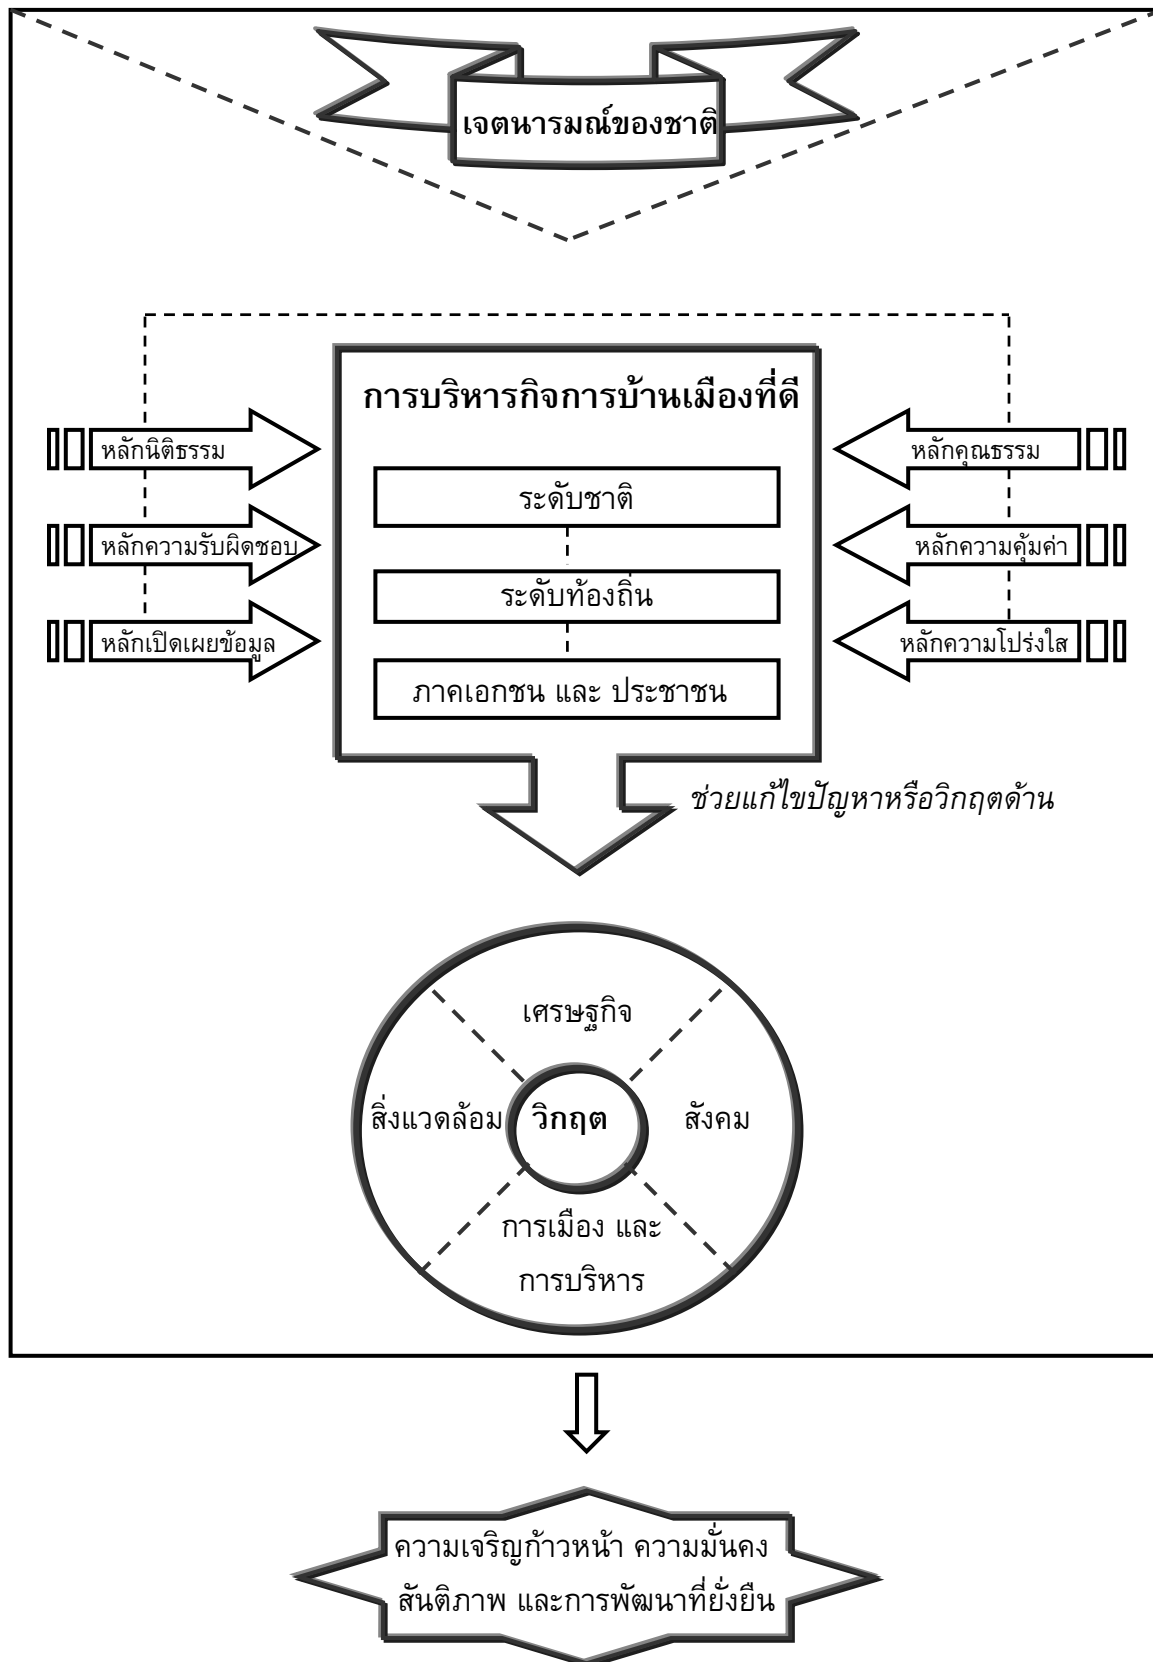 เจตนารมณ์ของชาติ
การบริหารกิจการบ้านเมืองที่ดี
หลักนิติธรรม
หลักคุณธรรม
ระดับชาติ
หลักความรับผิดชอบ
หลักความคุ้มค่า
ระดับท้องถิ่น
หลักเปิดเผยข้อมูล
หลักความโปร่งใส
ภาคเอกชน และ ประชาชน
ช่วยแก้ไขปัญหาหรือวิกฤตด้าน
เศรษฐกิจ
สิ่งแวดล้อม
วิกฤต
สังคม
การเมือง และ
การบริหาร
ความเจริญก้าวหน้า ความมั่นคง
สันติภาพ และการพัฒนาที่ยั่งยืน